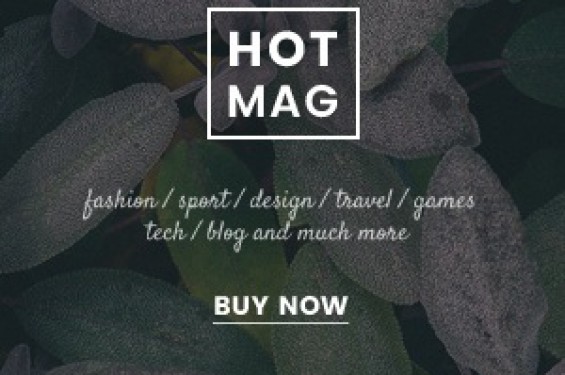 HOT
MAG
fashion / sport / design / travel / games
tech / blog and much more
BUY NOW